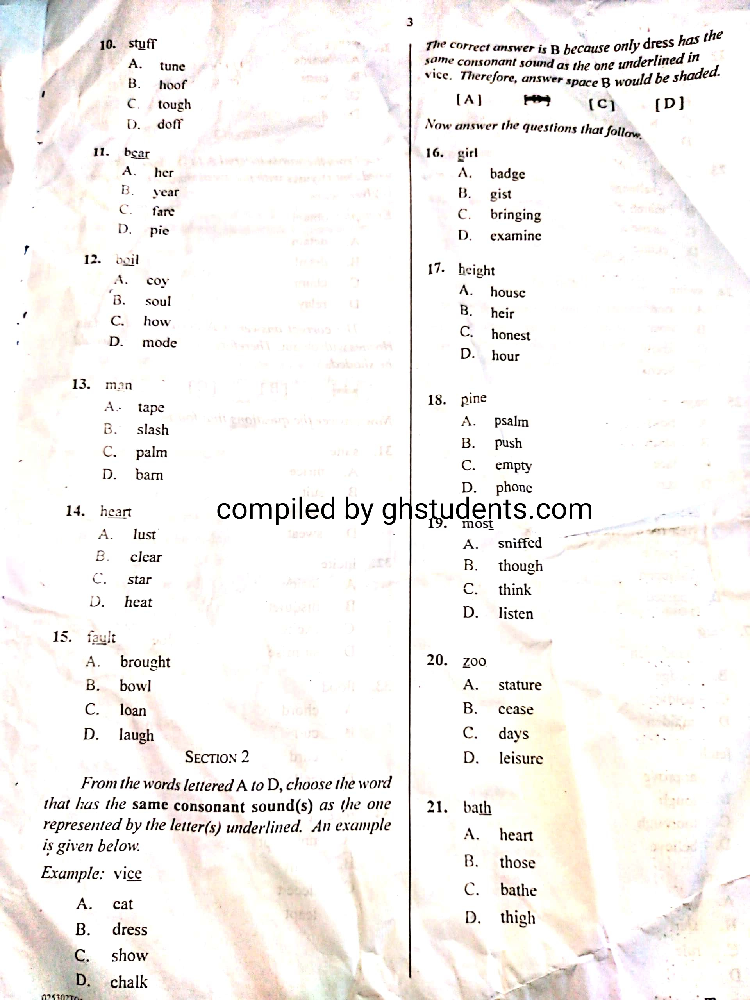 3
10. stuff
A. tune
B. hoof
C. tough
D. doff
11. bear
A. her
B. year
C. fare
D. pie
12. boil
A. coy
B. soul
C. how
D. mode
13. man
A. tape
B. slash
C. palm
D. barn
14. heart
A. lust
B. clear
C. star
D. heat
15. fault
A. brought
B. bowl
C. loan
D. laugh
SECTION 2
From the words lettered A to D, choose the word
that has the same consonant sound(s) as the one
represented by the letter(s) underlined. An example
is given below.
Example: vice
A. cat
B. dress
C. show
D. chalk
The correct answer is B because only dress has the
same consonant sound as the one underlined in
vice. Therefore, answer space B would be shaded.
[A] [B] [C] [D]
Now answer the questions that follow.
16. girl
A. badge
B. gist
C. bringing
D. examine
17. height
A. house
B. heir
C. honest
D. hour
18. pine
A. psalm
B. push
C. empty
D. phone
compiled by ghstudents.com
19. most
A. sniffed
B. though
C. think
D. listen
20. zoo
A. stature
B. cease
C. days
D. leisure
21. bath
A. heart
B. those
C. bathe
D. thigh